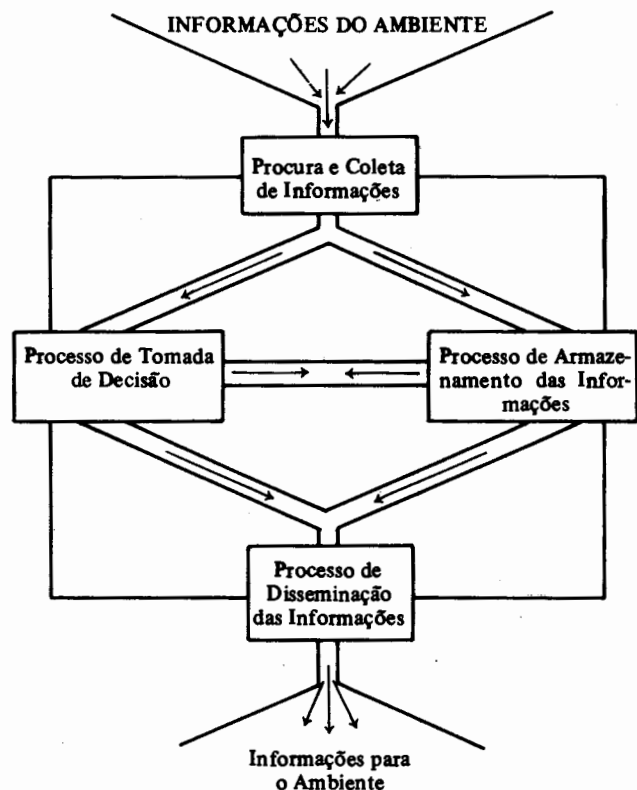 INFORMAÇÕES DO AMBIENTE
Procura e Coleta
de Informações
Processo de Tomada
de Decisão
Processo de Armaze-
namento das Infor-
mações
Processo de
Disseminação
das Informações
Informações para
o Ambiente